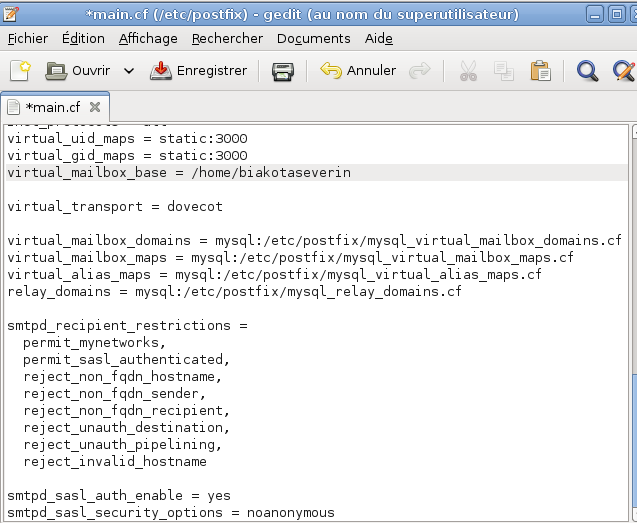 *main.cf (/etc/postfix) - gedit (au nom du superutilisateur)
Fichier Édition Affichage Rechercher Documents Aide
Ouvrir Enregistrer Annuler
*main.cf
virtual_uid_maps = static:3000
virtual_gid_maps = static:3000
virtual_mailbox_base = /home/biakotaseverin
virtual_transport = dovecot
virtual_mailbox_domains = mysql:/etc/postfix/mysql_virtual_mailbox_domains.cf
virtual_mailbox_maps = mysql:/etc/postfix/mysql_virtual_mailbox_maps.cf
virtual_alias_maps = mysql:/etc/postfix/mysql_virtual_alias_maps.cf
relay_domains = mysql:/etc/postfix/mysql_relay_domains.cf
smtpd_recipient_restrictions =
permit_mynetworks,
permit_sasl_authenticated,
reject_non_fqdn_hostname,
reject_non_fqdn_sender,
reject_non_fqdn_recipient,
reject_unauth_destination,
reject_unauth_pipelining,
reject_invalid_hostname
smtpd_sasl_auth_enable = yes
smtpd_sasl_security_options = noanonymous